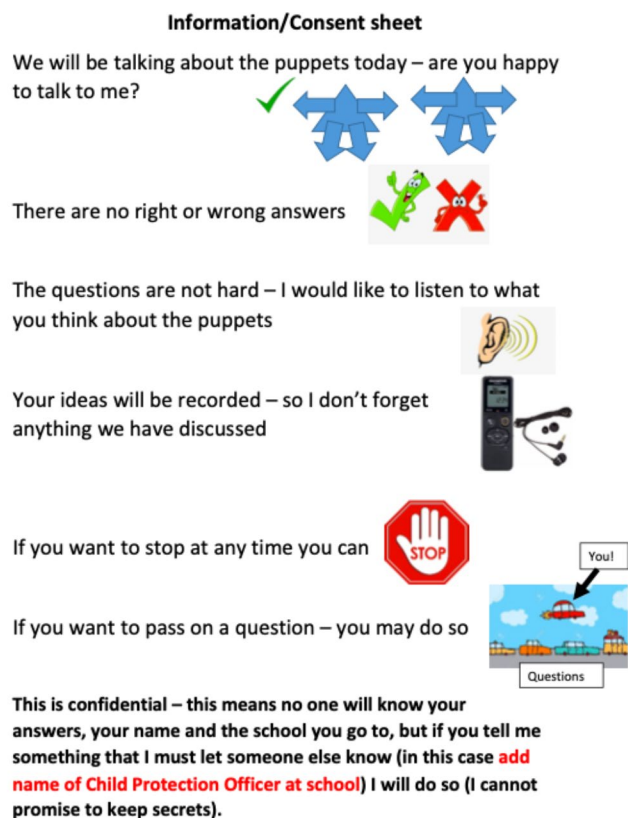 Information/Consent sheet
We will be talking about the puppets today – are you happy
to talk to me?
There are no right or wrong answers
The questions are not hard – I would like to listen to what
you think about the puppets
Your ideas will be recorded – so I don’t forget
anything we have discussed
If you want to stop at any time you can
STOP
You!
If you want to pass on a question – you may do so
Questions
This is confidential – this means no one will know your
answers, your name and the school you go to, but if you tell me
something that I must let someone else know (in this case add
name of Child Protection Officer at school) I will do so (I cannot
promise to keep secrets).